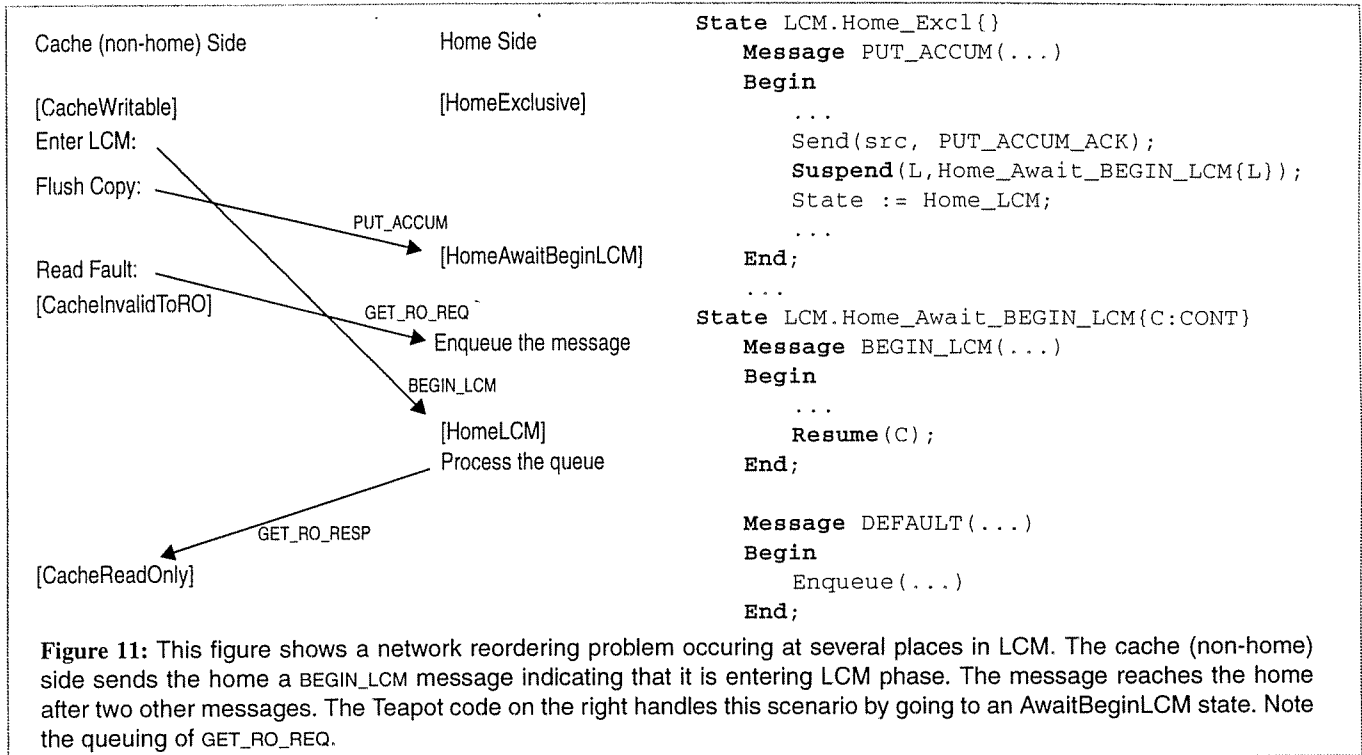 Cache (non-home) Side
Home Side
[CacheWritable]
[HomeExclusive]
Enter LCM:
Flush Copy:
PUT_ACCUM
[HomeAwaitBeginLCM]
Read Fault:
[CacheInvalidToRO]
GET_RO_REQ
Enqueue the message
BEGIN_LCM
[HomeLCM]
Process the queue
GET_RO_RESP
[CacheReadOnly]
State LCM.Home_Excl{}
Message PUT_ACCUM(...)
Begin
...
Send(src, PUT_ACCUM_ACK);
Suspend(L,Home_Await_BEGIN_LCM{L});
State := Home_LCM;
...
End;
...
State LCM.Home_Await_BEGIN_LCM{C:CONT}
Message BEGIN_LCM(...)
Begin
...
Resume(C);
End;
Message DEFAULT(...)
Begin
Enqueue(...)
End;
Figure 11: This figure shows a network reordering problem occuring at several places in LCM. The cache (non-home)
side sends the home a BEGIN_LCM message indicating that it is entering LCM phase. The message reaches the home
after two other messages. The Teapot code on the right handles this scenario by going to an AwaitBeginLCM state. Note
the queuing of GET_RO_REQ.